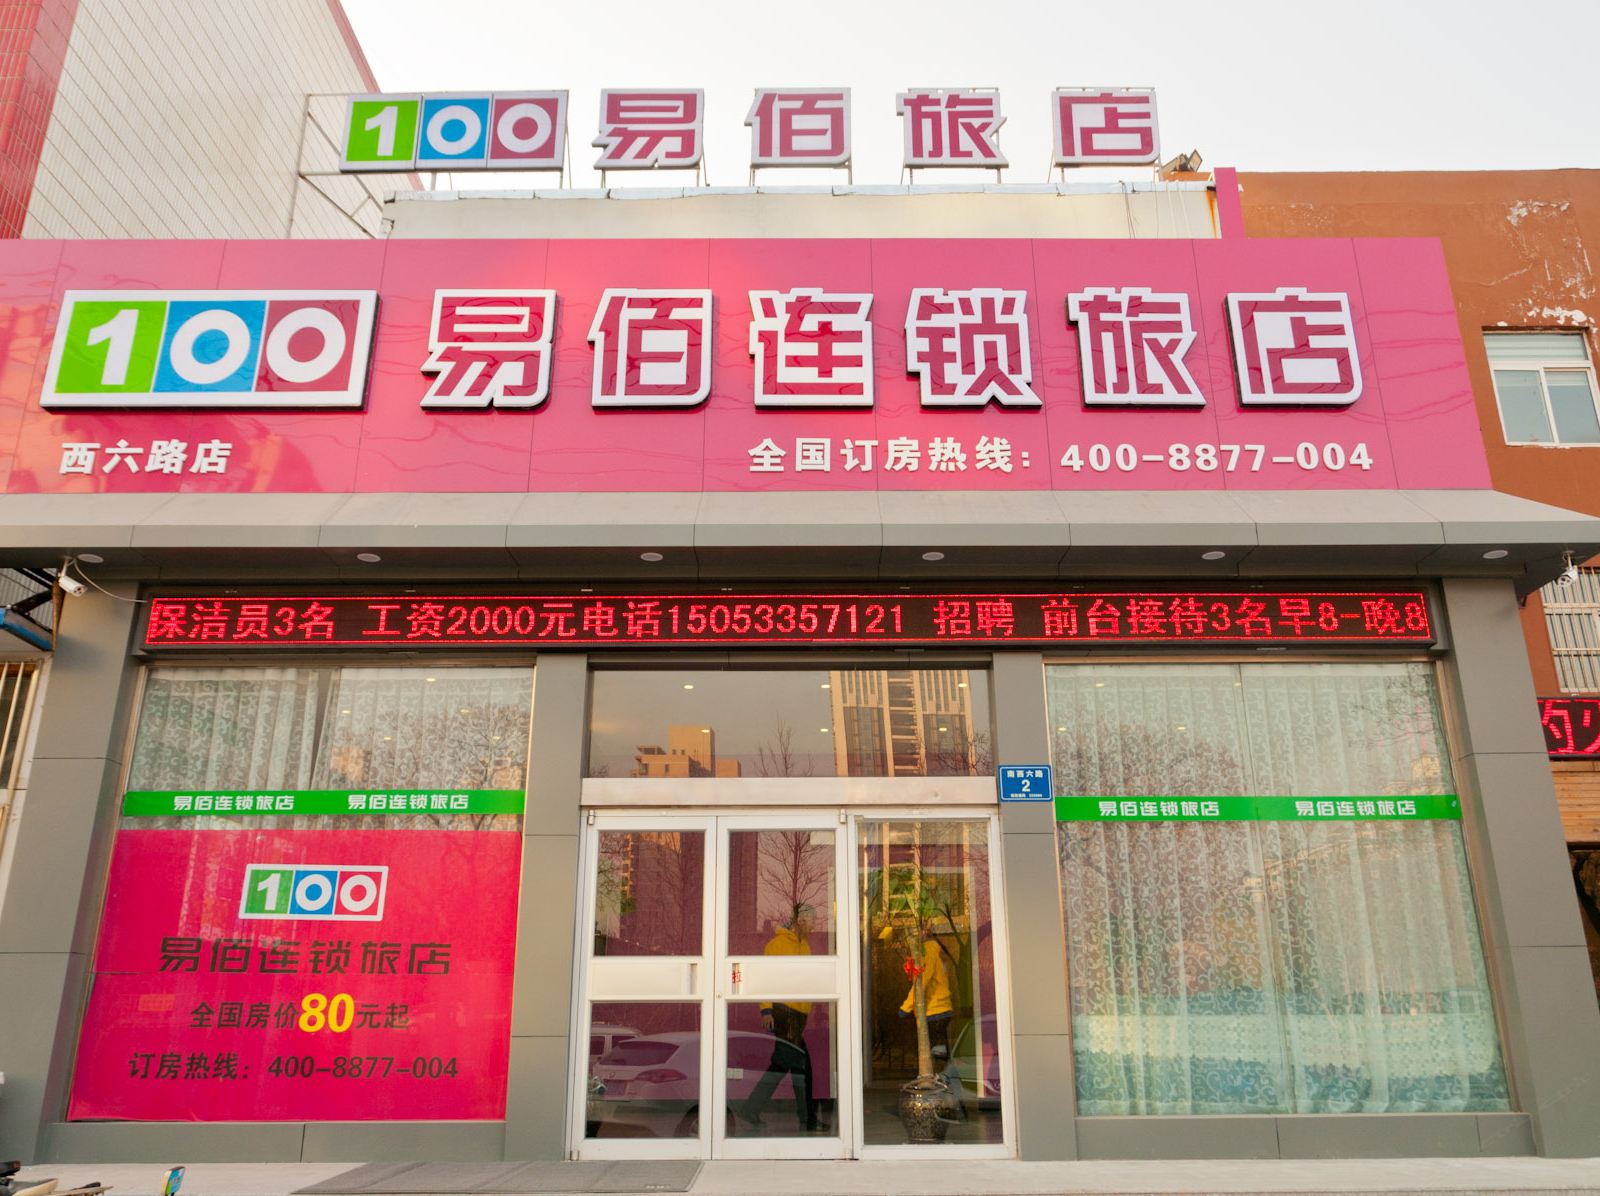 100 易佰旅店
100 易佰连锁旅店
西六路店
全国订房热线：400-8877-004
保洁员3名 工资2000元电话15053357121 招聘 前台接待3名早8-晚8
南西六路
2
易佰连锁旅店 易佰连锁旅店
易佰连锁旅店 易佰连锁旅店
100
易佰连锁旅店
全国房价80元起
订房热线：400-8877-004
拉